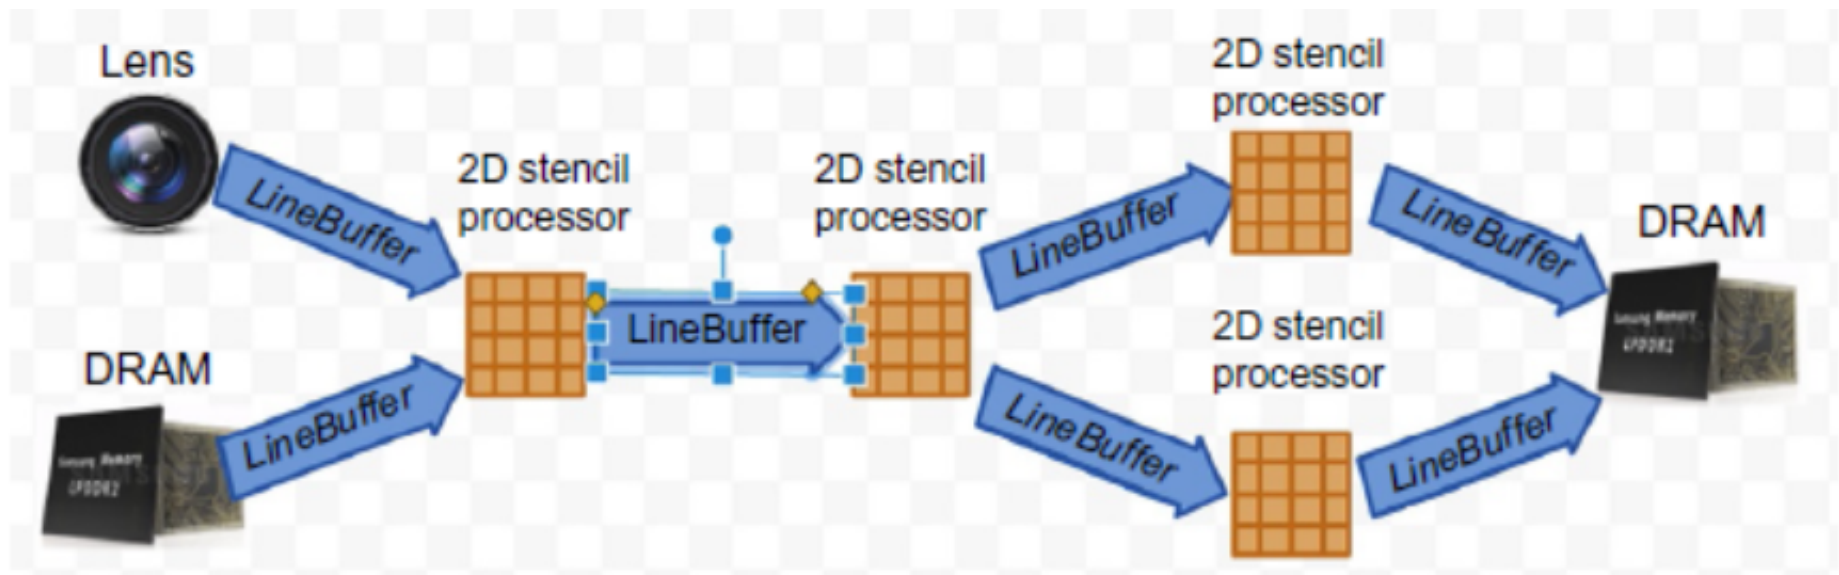 Lens
LineBuffer
DRAM
LineBuffer
2D stencil
processor
LineBuffer
2D stencil
processor
LineBuffer
LineBuffer
2D stencil
processor
2D stencil
processor
LineBuffer
LineBuffer
DRAM